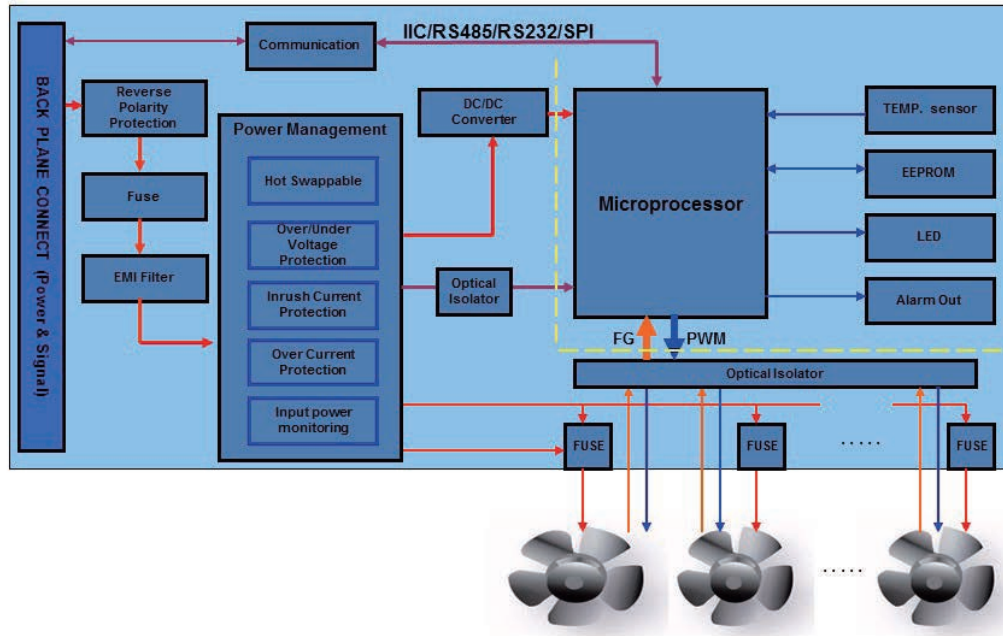 IIC/RS485/RS232/SPI
Communication
BACK PLANE CONNECT (Power & Signal)
Reverse
Polarity
Protection
Fuse
EMI Filter
Power Management
Hot Swappable
Over/Under
Voltage
Protection
Inrush Current
Protection
Over Current
Protection
Input power
monitoring
DC/DC
Converter
Optical
Isolator
Microprocessor
TEMP. sensor
EEPROM
LED
Alarm Out
FG
PWM
Optical Isolator
FUSE
FUSE
.....
FUSE
.....